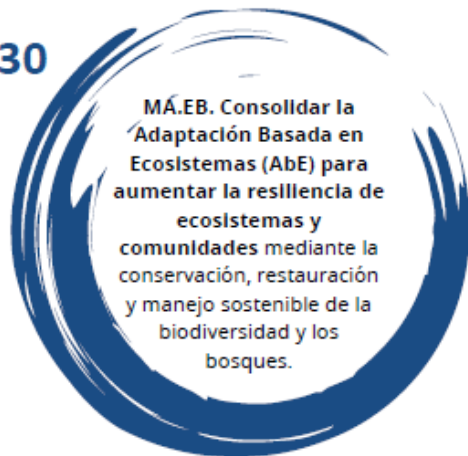 30
MA.EB. Consolidar la
Adaptación Basada en
Ecosistemas (AbE) para
aumentar la resiliencia de
ecosistemas y
comunidades mediante la
conservación, restauración
y manejo sostenible de la
biodiversidad y los
bosques.